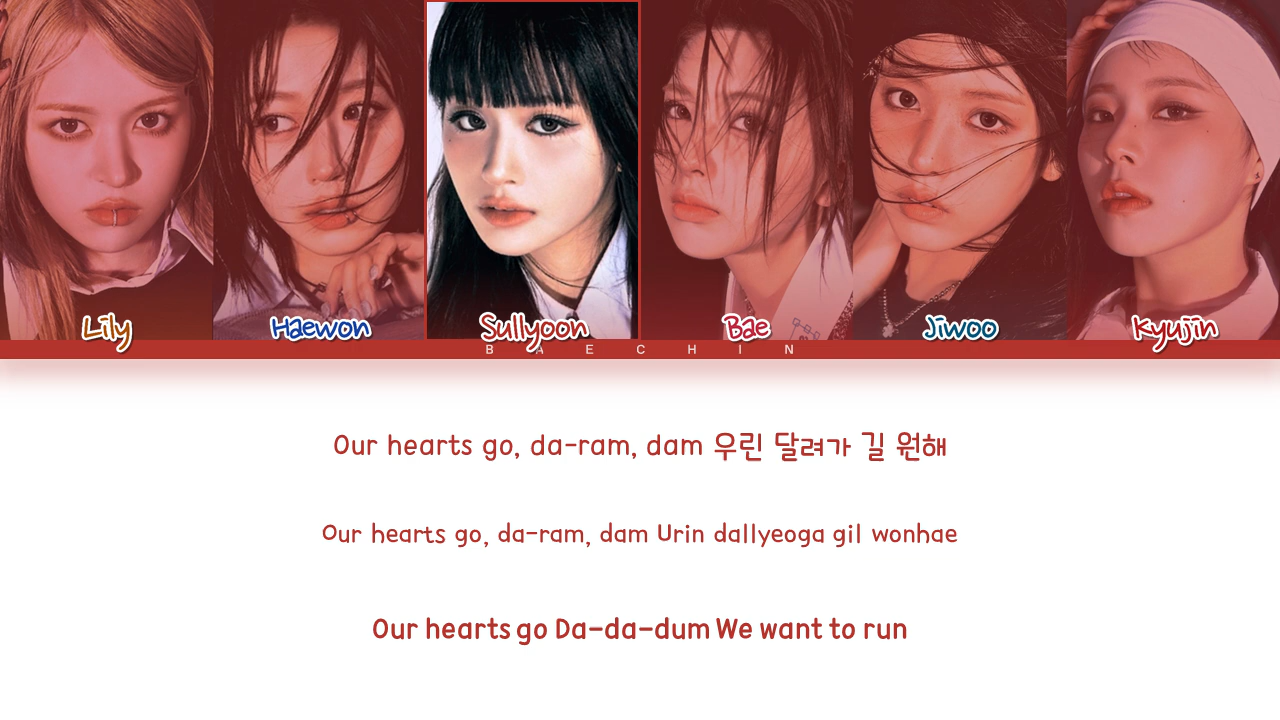 Lily Haewon Sullyoon Bae Jiwoo Kyujin
BAECHIN
Our hearts go, da-ram, dam 우린 달려가 길 원해
Our hearts go, da-ram, dam Urin dallyeoga gil wonhae
Our hearts go Da-da-dum We want to run